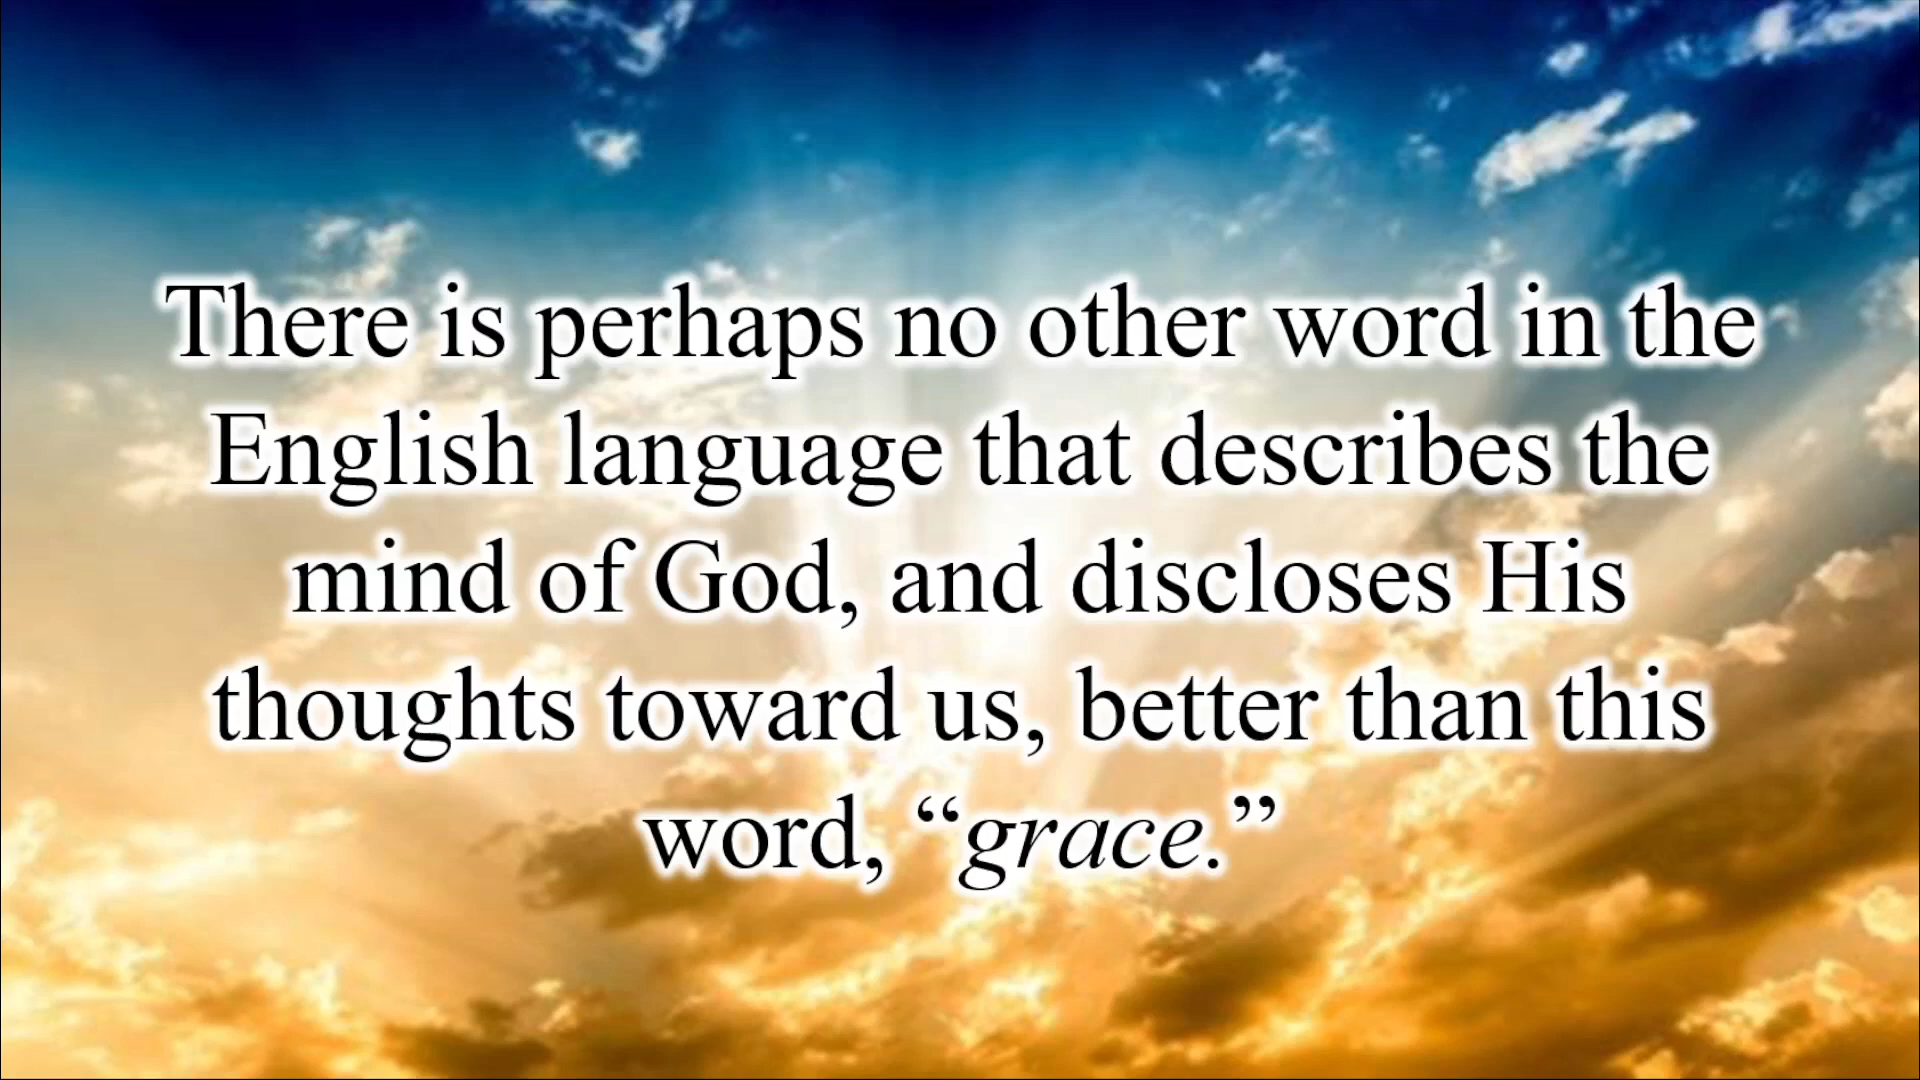 There is perhaps no other word in the
English language that describes the
mind of God, and discloses His
thoughts toward us, better than this
word, “grace.”